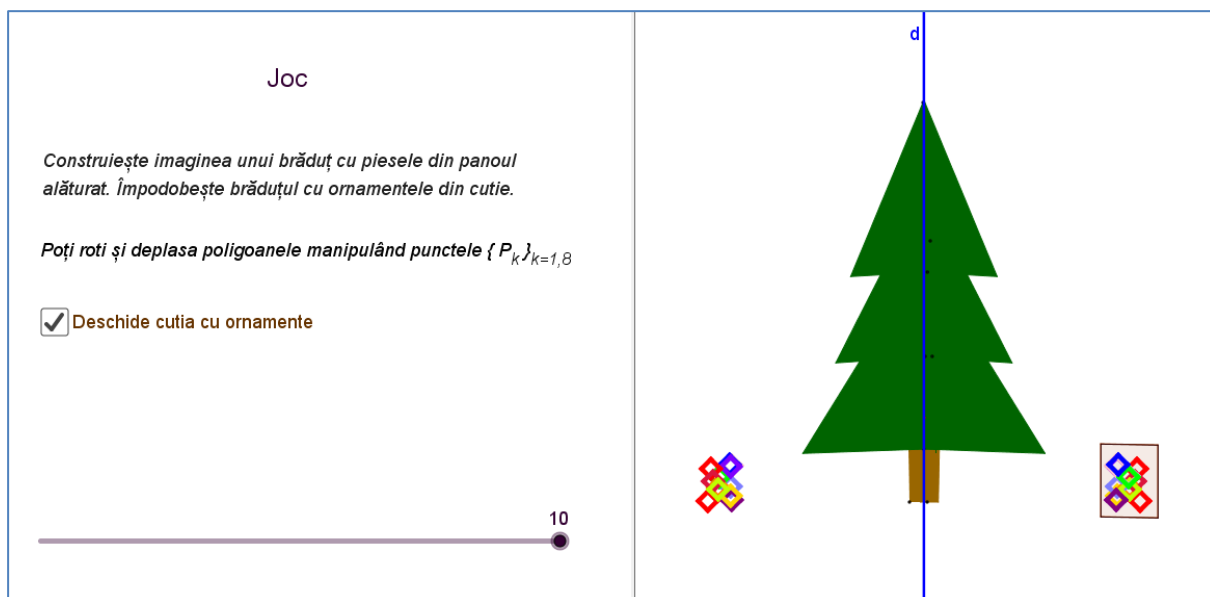 Joc
d
Construiește imaginea unui brăduț cu piesele din panoul
alăturat. Împodobește brăduțul cu ornamentele din cutie.
Poți roti și deplasa poligoanele manipulând punctele { P_k }_{k=1,8}
Deschide cutia cu ornamente
10